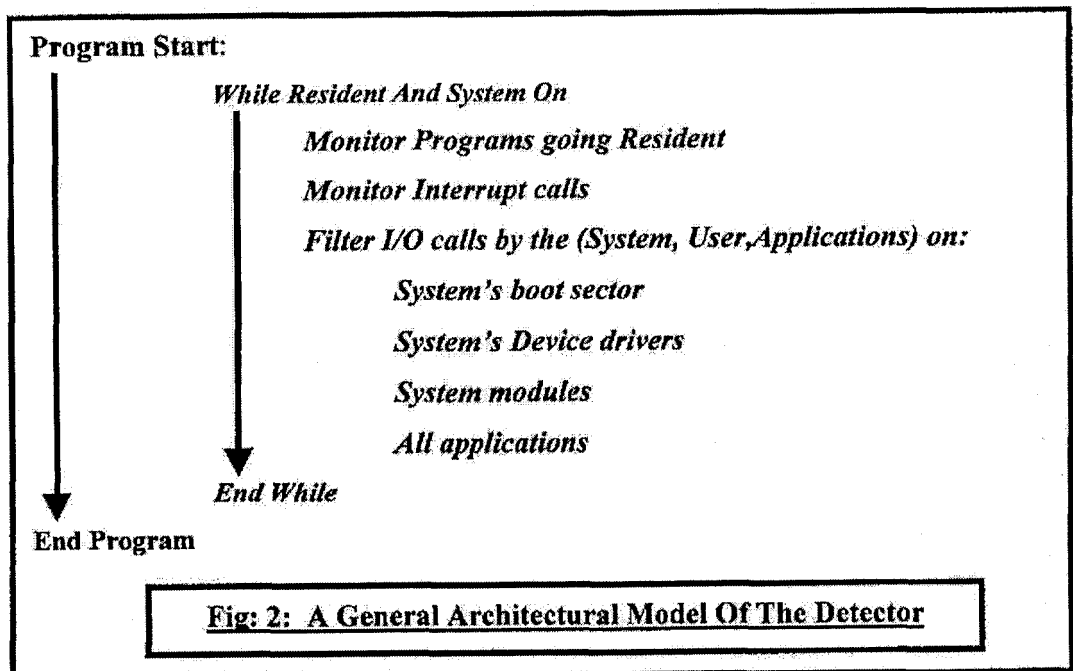 Program Start:
While Resident And System On
Monitor Programs going Resident
Monitor Interrupt calls
Filter I/O calls by the (System, User,Applications) on:
System's boot sector
System's Device drivers
System modules
All applications
End While
End Program
Fig: 2: A General Architectural Model Of The Detector